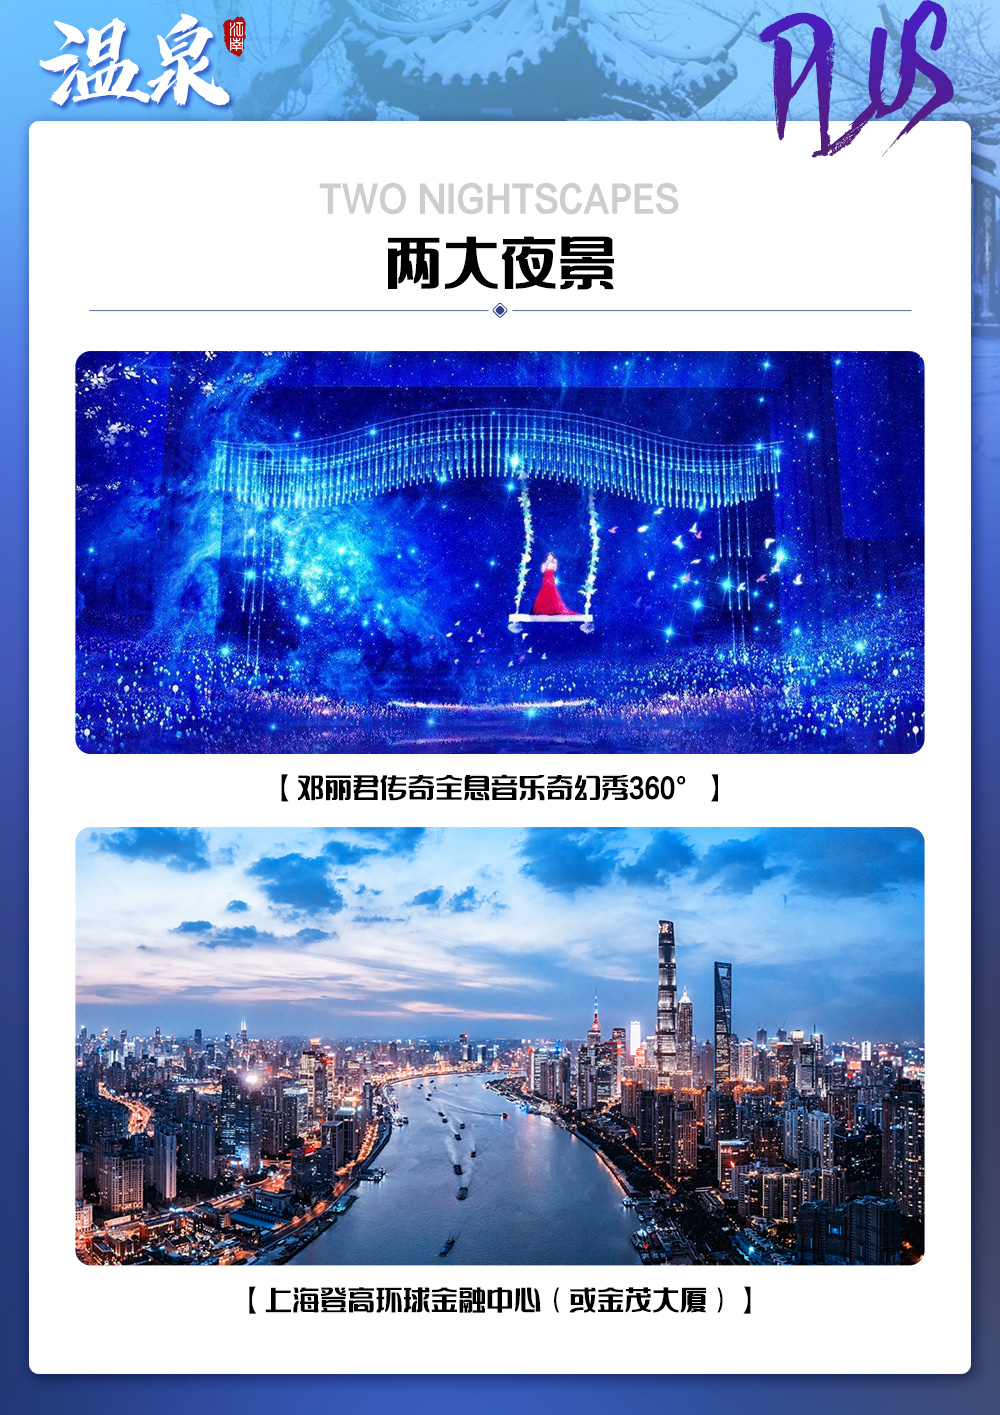 温泉
江南
PLUS
TWO NIGHTSCAPES
两大夜景
【邓丽君传奇全息音乐奇幻秀360°】
【上海登高环球金融中心（或金茂大厦）】